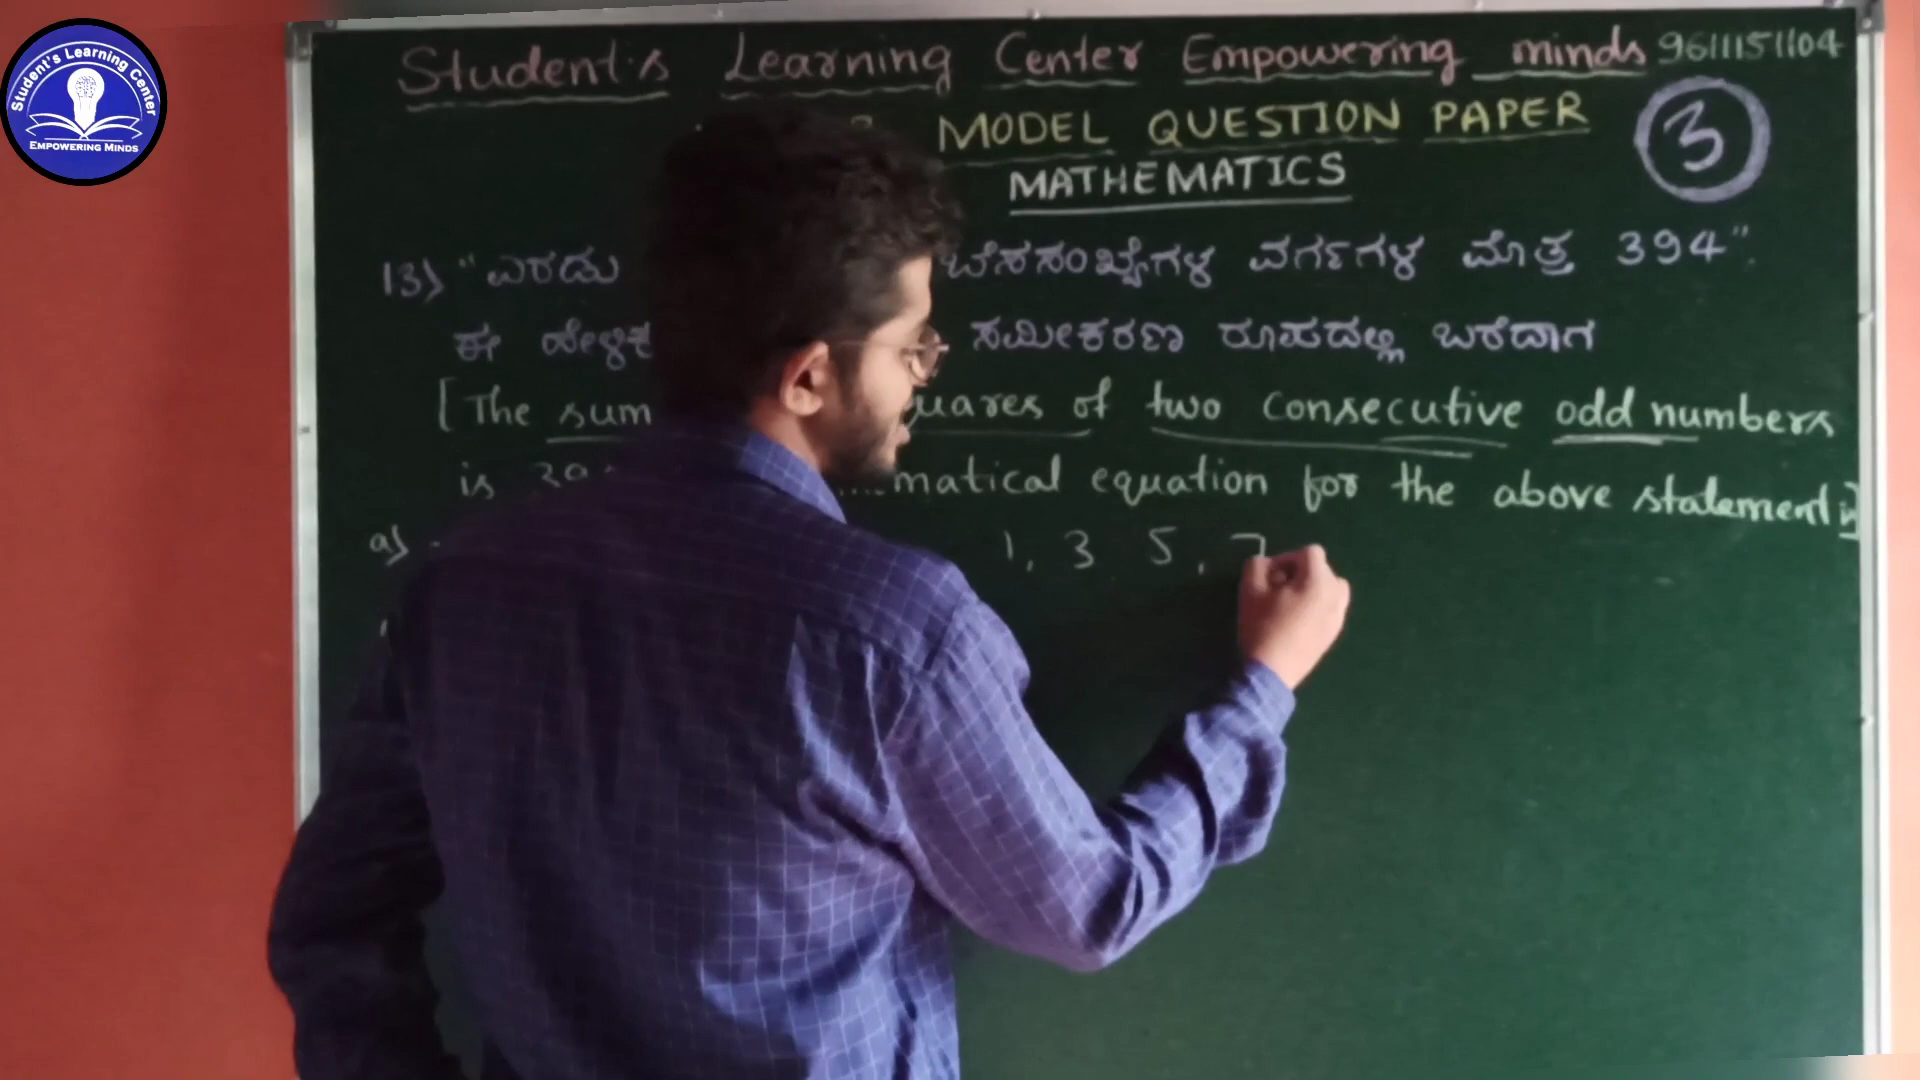 Student's Learning Center
EMPOWERING MINDS
Student's Learning Center Empowering minds 9611151104
MODEL QUESTION PAPER
3
MATHEMATICS
13) "ಎರಡು ಬೆಸಸಂಖ್ಯೆಗಳ ವರ್ಗಗಳ ಮೊತ್ತ 394".
ಈ ಸಮೀಕರಣ ರೂಪದಲ್ಲಿ ಬರೆದಾಗ
[The sum of two consecutive odd numbers
is equation for the above statement is]
a) 1, 3 5, 7